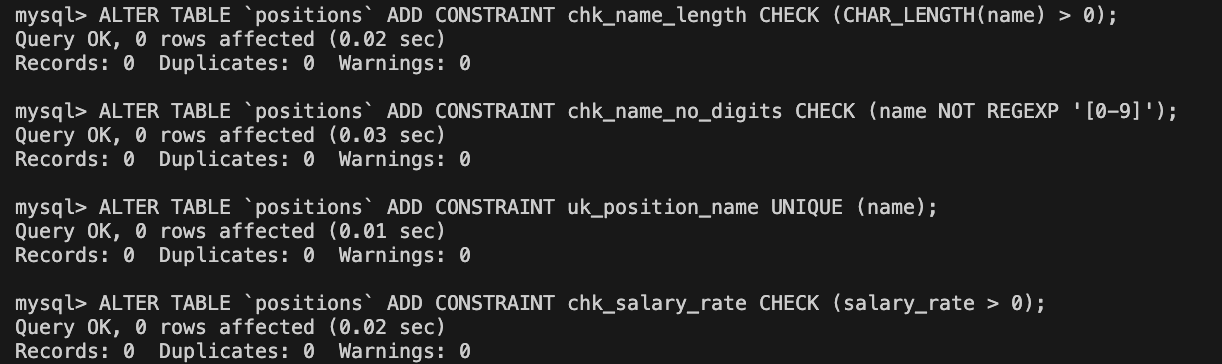 mysql> ALTER TABLE `positions` ADD CONSTRAINT chk_name_length CHECK (CHAR_LENGTH(name) > 0);
Query OK, 0 rows affected (0.02 sec)
Records: 0  Duplicates: 0  Warnings: 0
mysql> ALTER TABLE `positions` ADD CONSTRAINT chk_name_no_digits CHECK (name NOT REGEXP '[0-9]');
Query OK, 0 rows affected (0.03 sec)
Records: 0  Duplicates: 0  Warnings: 0
mysql> ALTER TABLE `positions` ADD CONSTRAINT uk_position_name UNIQUE (name);
Query OK, 0 rows affected (0.01 sec)
Records: 0  Duplicates: 0  Warnings: 0
mysql> ALTER TABLE `positions` ADD CONSTRAINT chk_salary_rate CHECK (salary_rate > 0);
Query OK, 0 rows affected (0.02 sec)
Records: 0  Duplicates: 0  Warnings: 0